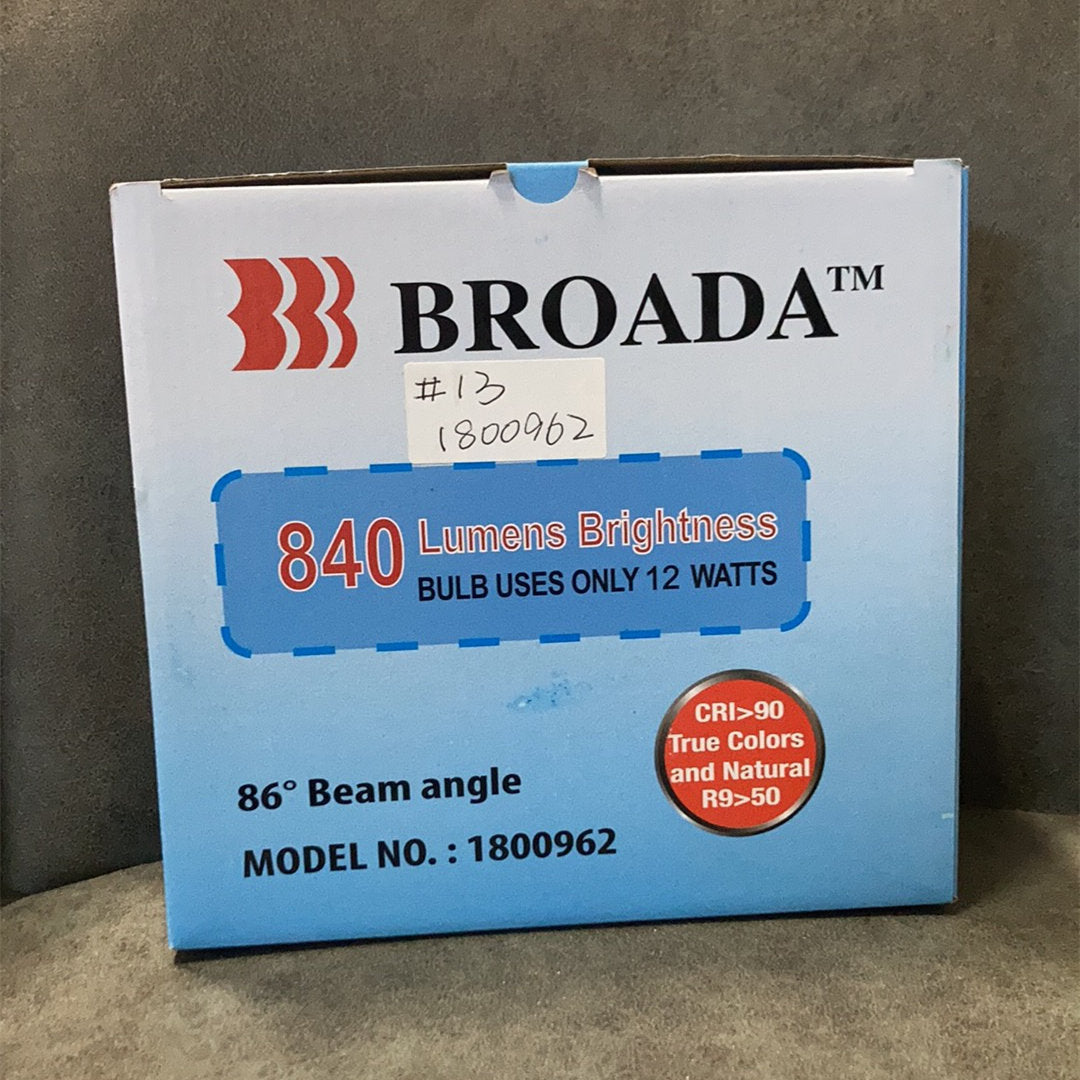 BROADA™
#13
1800962
840 Lumens Brightness
BULB USES ONLY 12 WATTS
CRI>90
True Colors
and Natural
R9>50
86° Beam angle
MODEL NO. : 1800962